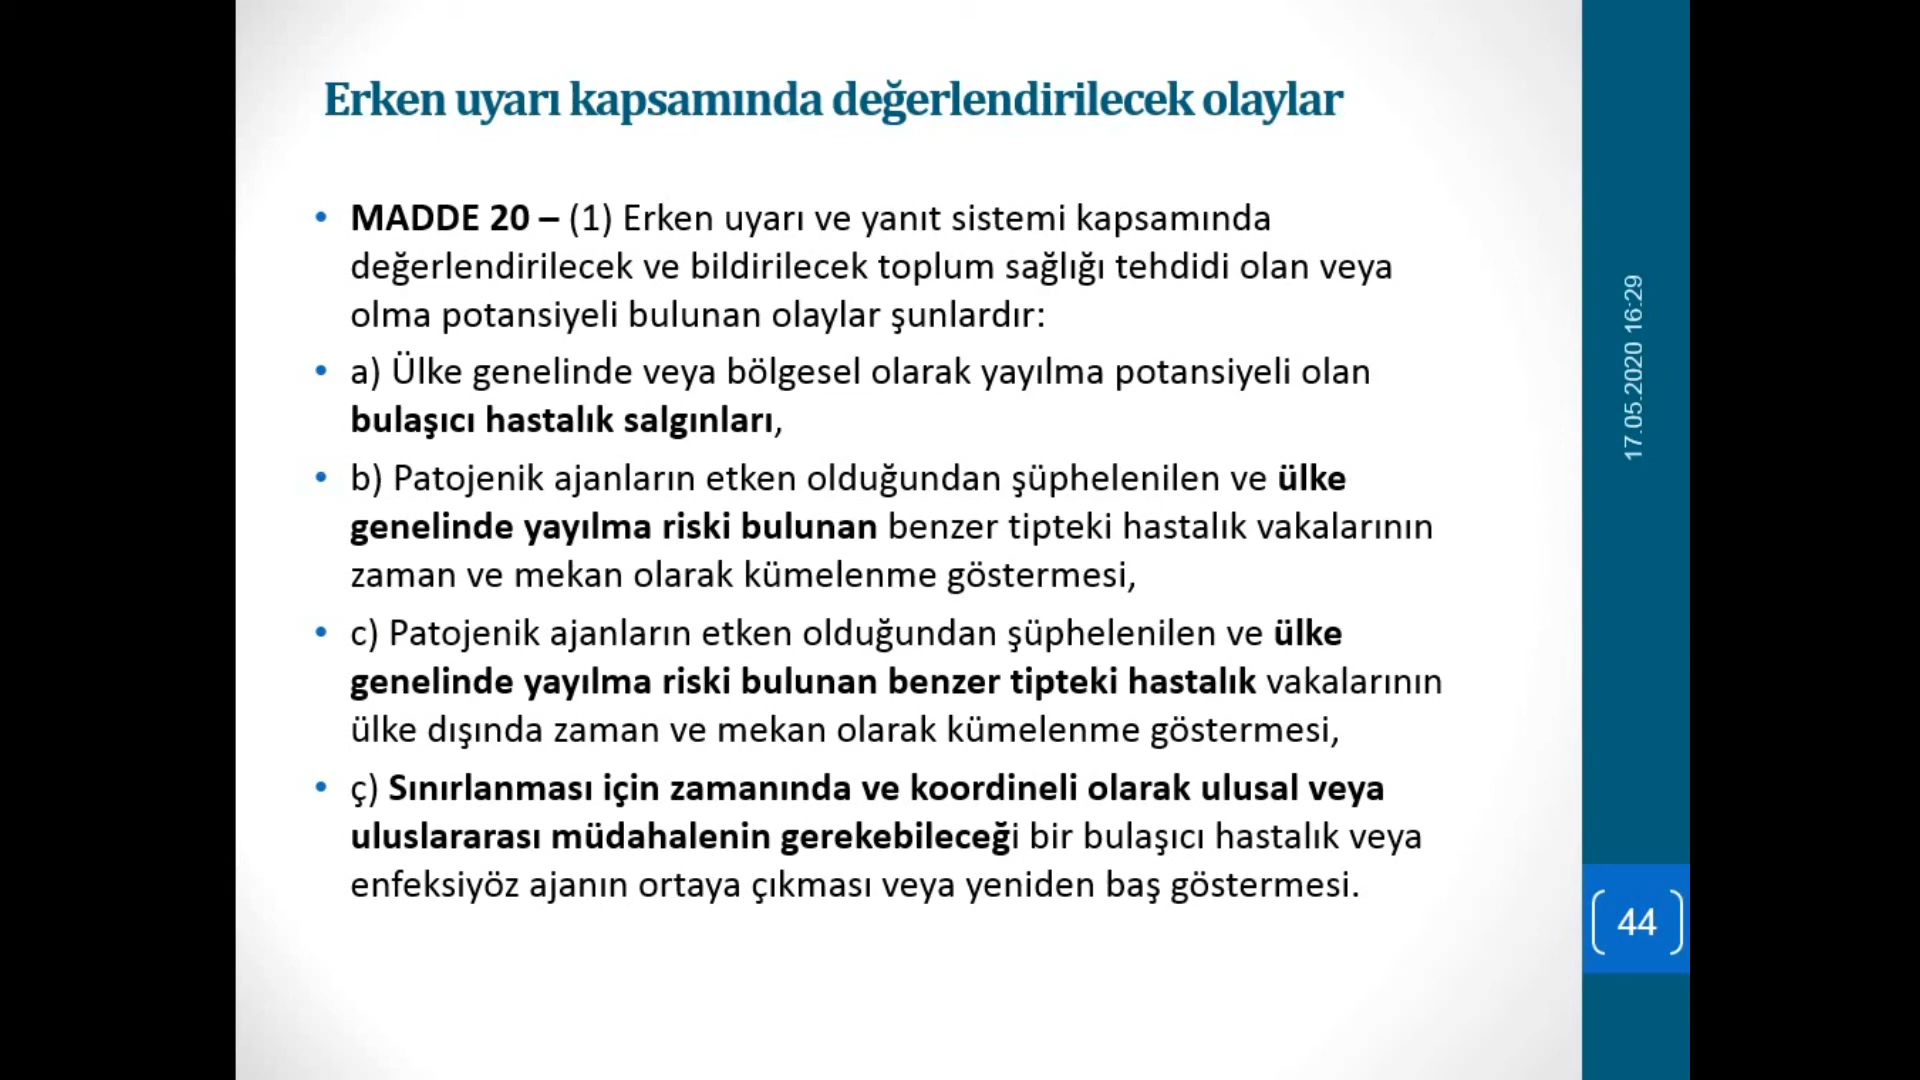 Erken uyarı kapsamında değerlendirilecek olaylar
• MADDE 20 – (1) Erken uyarı ve yanıt sistemi kapsamında
değerlendirilecek ve bildirilecek toplum sağlığı tehdidi olan veya
olma potansiyeli bulunan olaylar şunlardır:
• a) Ülke genelinde veya bölgesel olarak yayılma potansiyeli olan
bulaşıcı hastalık salgınları,
• b) Patojenik ajanların etken olduğundan şüphelenilen ve ülke
genelinde yayılma riski bulunan benzer tipteki hastalık vakalarının
zaman ve mekan olarak kümelenme göstermesi,
• c) Patojenik ajanların etken olduğundan şüphelenilen ve ülke
genelinde yayılma riski bulunan benzer tipteki hastalık vakalarının
ülke dışında zaman ve mekan olarak kümelenme göstermesi,
• ç) Sınırlanması için zamanında ve koordineli olarak ulusal veya
uluslararası müdahalenin gerekebileceği bir bulaşıcı hastalık veya
enfeksiyöz ajanın ortaya çıkması veya yeniden baş göstermesi.
17.05.2020 16:29
44